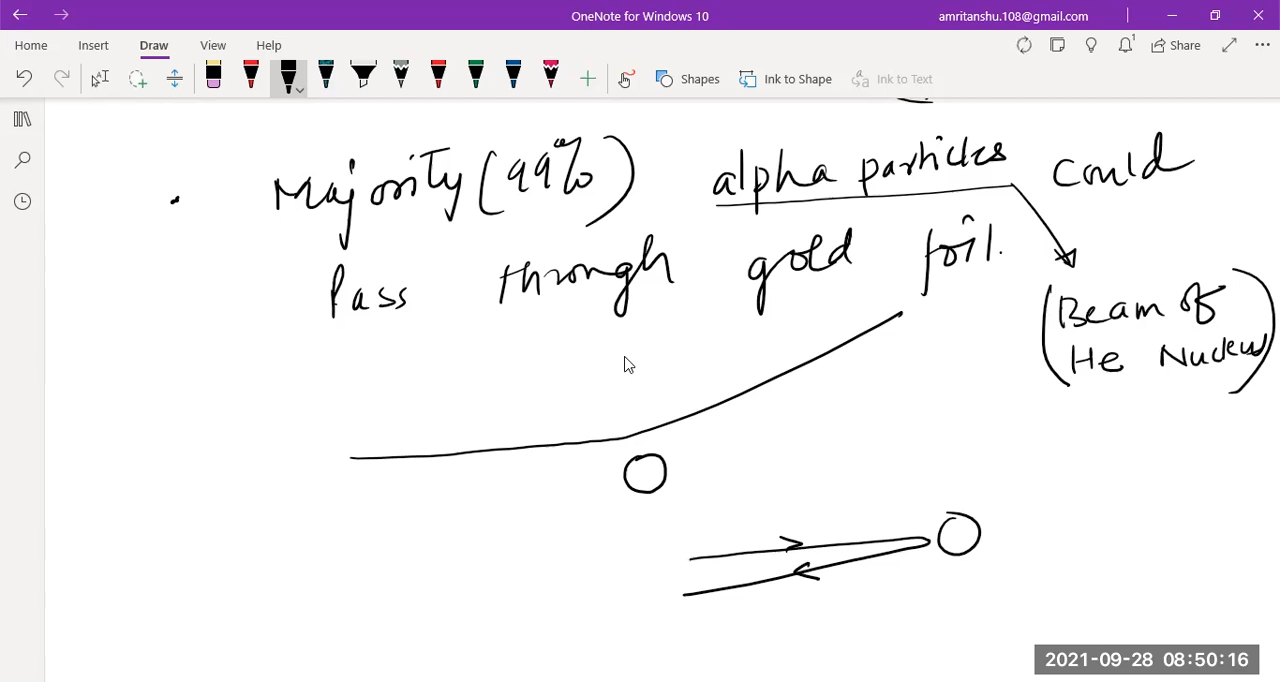 OneNote for Windows 10
amritanshu.108@gmail.com
Home Insert Draw View Help
1
Share
Shapes Ink to Shape Ink to Text
Majority (99%) alpha particles could
Pass through gold foil.
(Beam of
He Nucleus)
2021-09-28 08:50:16